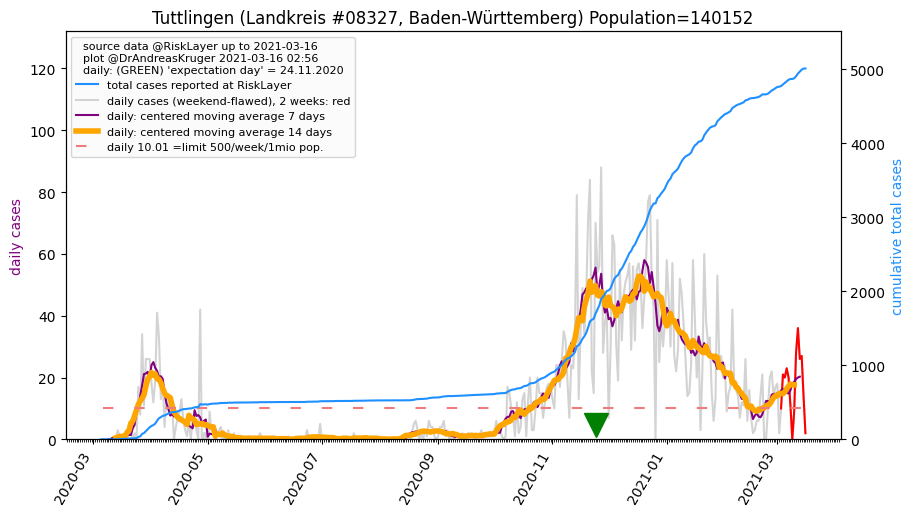 Tuttlingen (Landkreis #08327, Baden-Württemberg) Population=140152
source data @RiskLayer up to 2021-03-16
plot @DrAndreasKruger 2021-03-16 02:56
daily: (GREEN) 'expectation day' = 24.11.2020
total cases reported at RiskLayer
daily cases (weekend-flawed), 2 weeks: red
daily: centered moving average 7 days
daily: centered moving average 14 days
daily 10.01 =limit 500/week/1mio pop.
daily cases
120
100
80
60
40
20
0
cumulative total cases
5000
4000
3000
2000
1000
0
2020-03
2020-05
2020-07
2020-09
2020-11
2021-01
2021-03